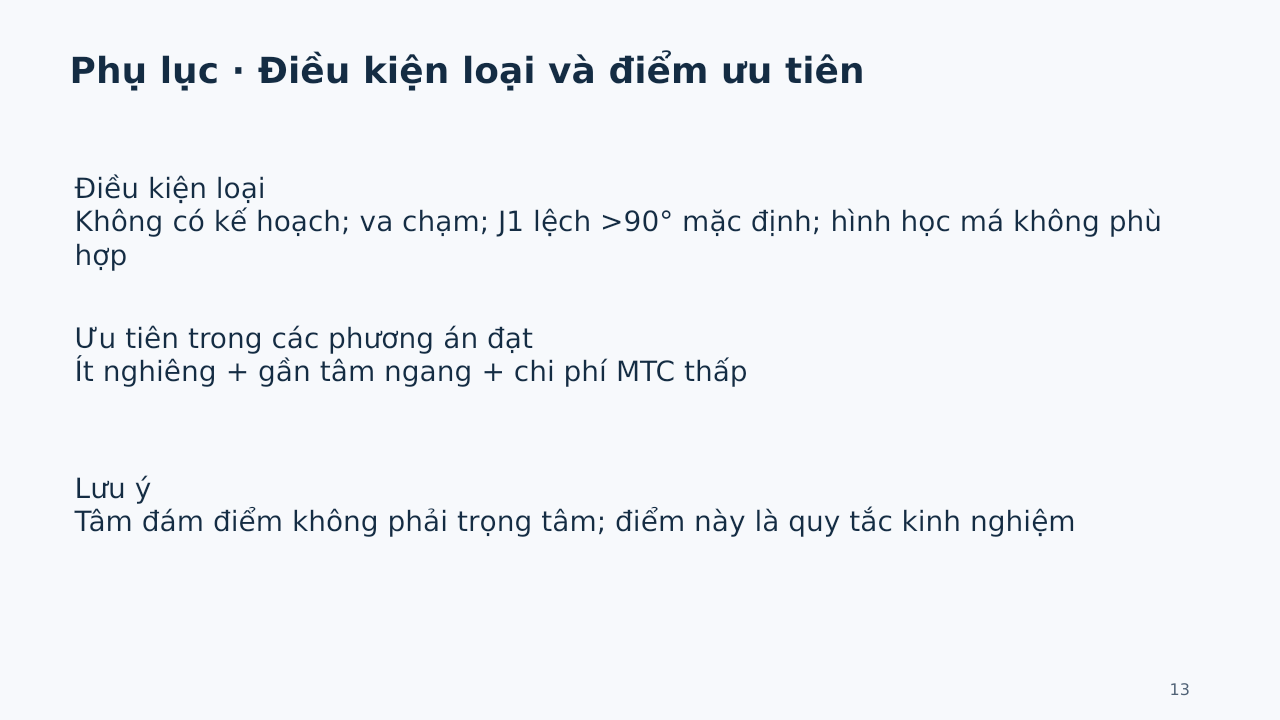 Phụ lục · Điều kiện loại và điểm ưu tiên
Điều kiện loại
Không có kế hoạch; va chạm; J1 lệch >90° mặc định; hình học má không phù
hợp
Ưu tiên trong các phương án đạt
Ít nghiêng + gần tâm ngang + chi phí MTC thấp
Lưu ý
Tâm đám điểm không phải trọng tâm; điểm này là quy tắc kinh nghiệm
13